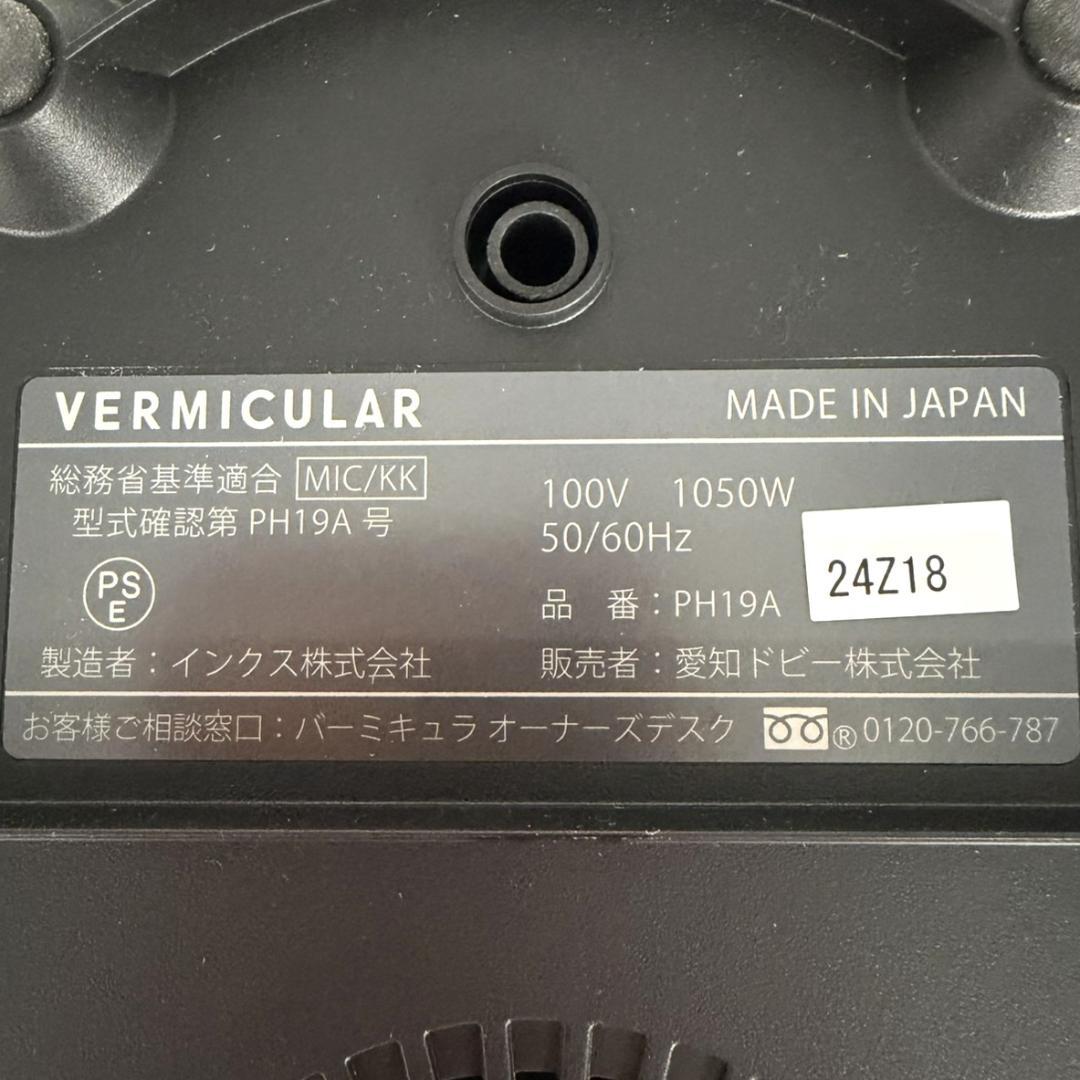 VERMICULAR
MADE IN JAPAN
総務省基準適合 MIC/KK
型式確認第 PH19A 号
PS
E
100V 1050W
50/60Hz
品 番：PH19A
24Z18
製造者：インクス株式会社
販売者：愛知ドビー株式会社
お客様ご相談窓口：バーミキュラ オーナーズデスク ® 0120-766-787